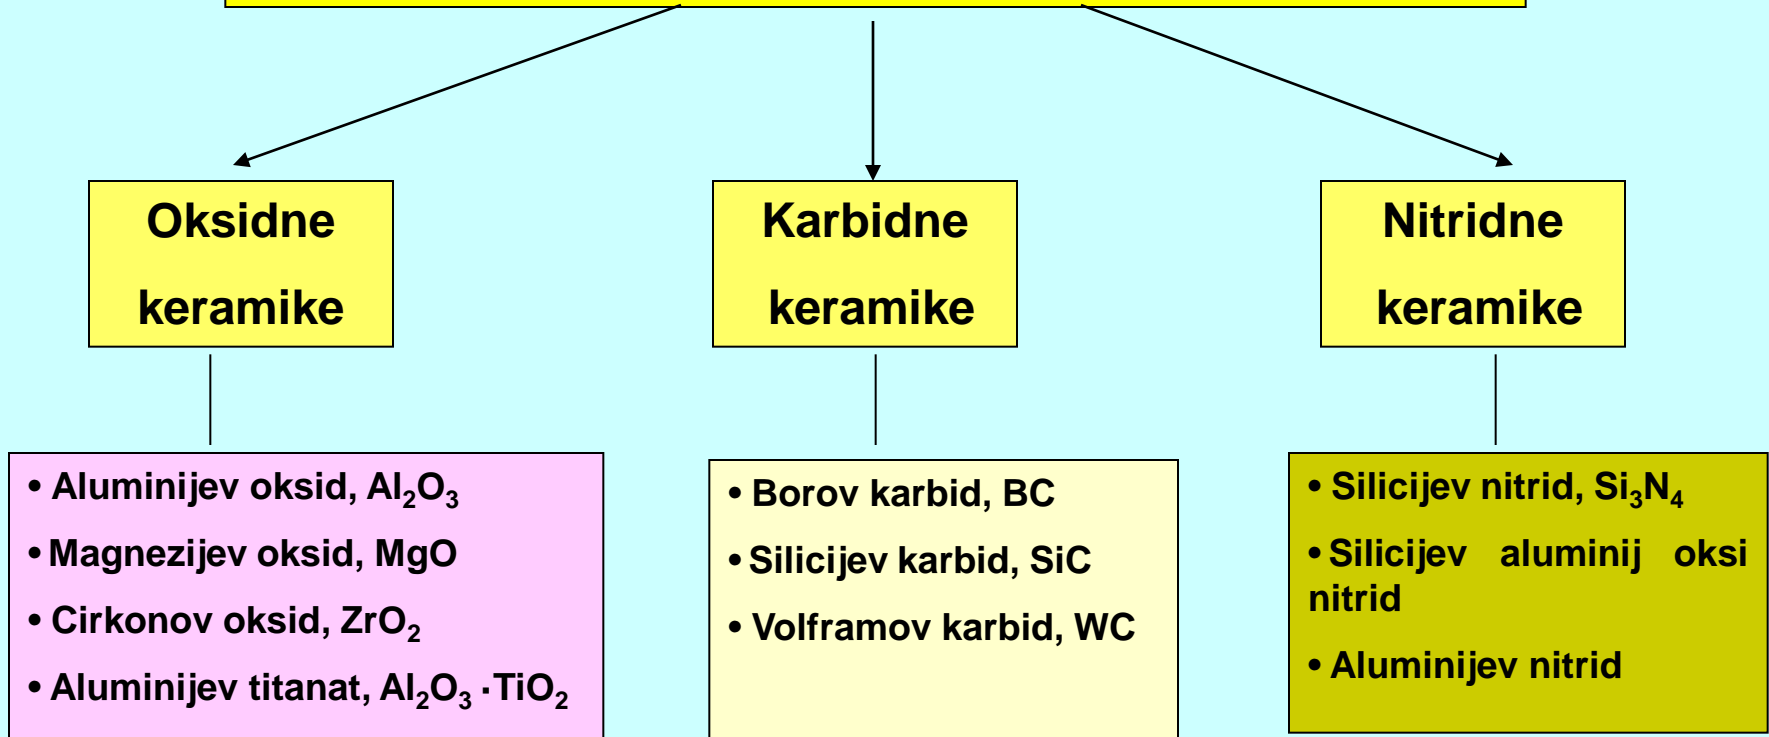 Oksidne
keramike
Karbidne
keramike
Nitridne
keramike
• Aluminijev oksid, Al₂O₃
• Magnezijev oksid, MgO
• Cirkonov oksid, ZrO₂
• Aluminijev titanat, Al₂O₃ ·TiO₂
• Borov karbid, BC
• Silicijev karbid, SiC
• Volframov karbid, WC
• Silicijev nitrid, Si₃N₄
• Silicijev aluminij oksi
nitrid
• Aluminijev nitrid